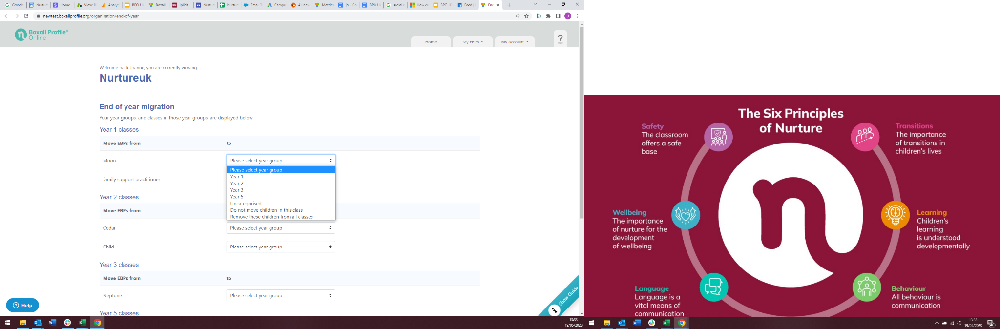 Google
Nurtur
Home
View: B
Analyti
BPO U
Boxall
Iplicit
Nurtur
Nurtur
Email T
Campa
All new
Metrics
jo - Go
BPO U
social
How c
BPO U
Feed |
Enc
newtest.boxallprofile.org/organisation/end-of-year
J
Boxall Profile®
Online
Home
My EBPs
My Account
?
Help
Welcome back Joanne, you are currently viewing
Nurtureuk
End of year migration
Your year groups, and classes in those year groups, are displayed below.
Year 1 classes
Move EBPs from to
Moon
Please select year group
Please select year group
Year 1
Year 2
Year 3
Year 5
Uncategorised
Do not move children in this class
Remove these children from all classes
family support practitioner
Year 2 classes
Move EBPs from
Cedar Please select year group
Child Please select year group
Year 3 classes
Move EBPs from to
Neptune Please select year group
Year 5 classes
Help
Show Guide
13:33
19/05/2023
The Six Principles
of Nurture
Safety
The classroom
offers a safe
base
Transitions
The importance
of transitions in
children's lives
Wellbeing
The importance
of nurture for the
development
of wellbeing
Learning
Children's
learning
is understood
developmentally
Language
Language is a
vital means of
communication
Behaviour
All behaviour is
communication
13:33
19/05/2023
40